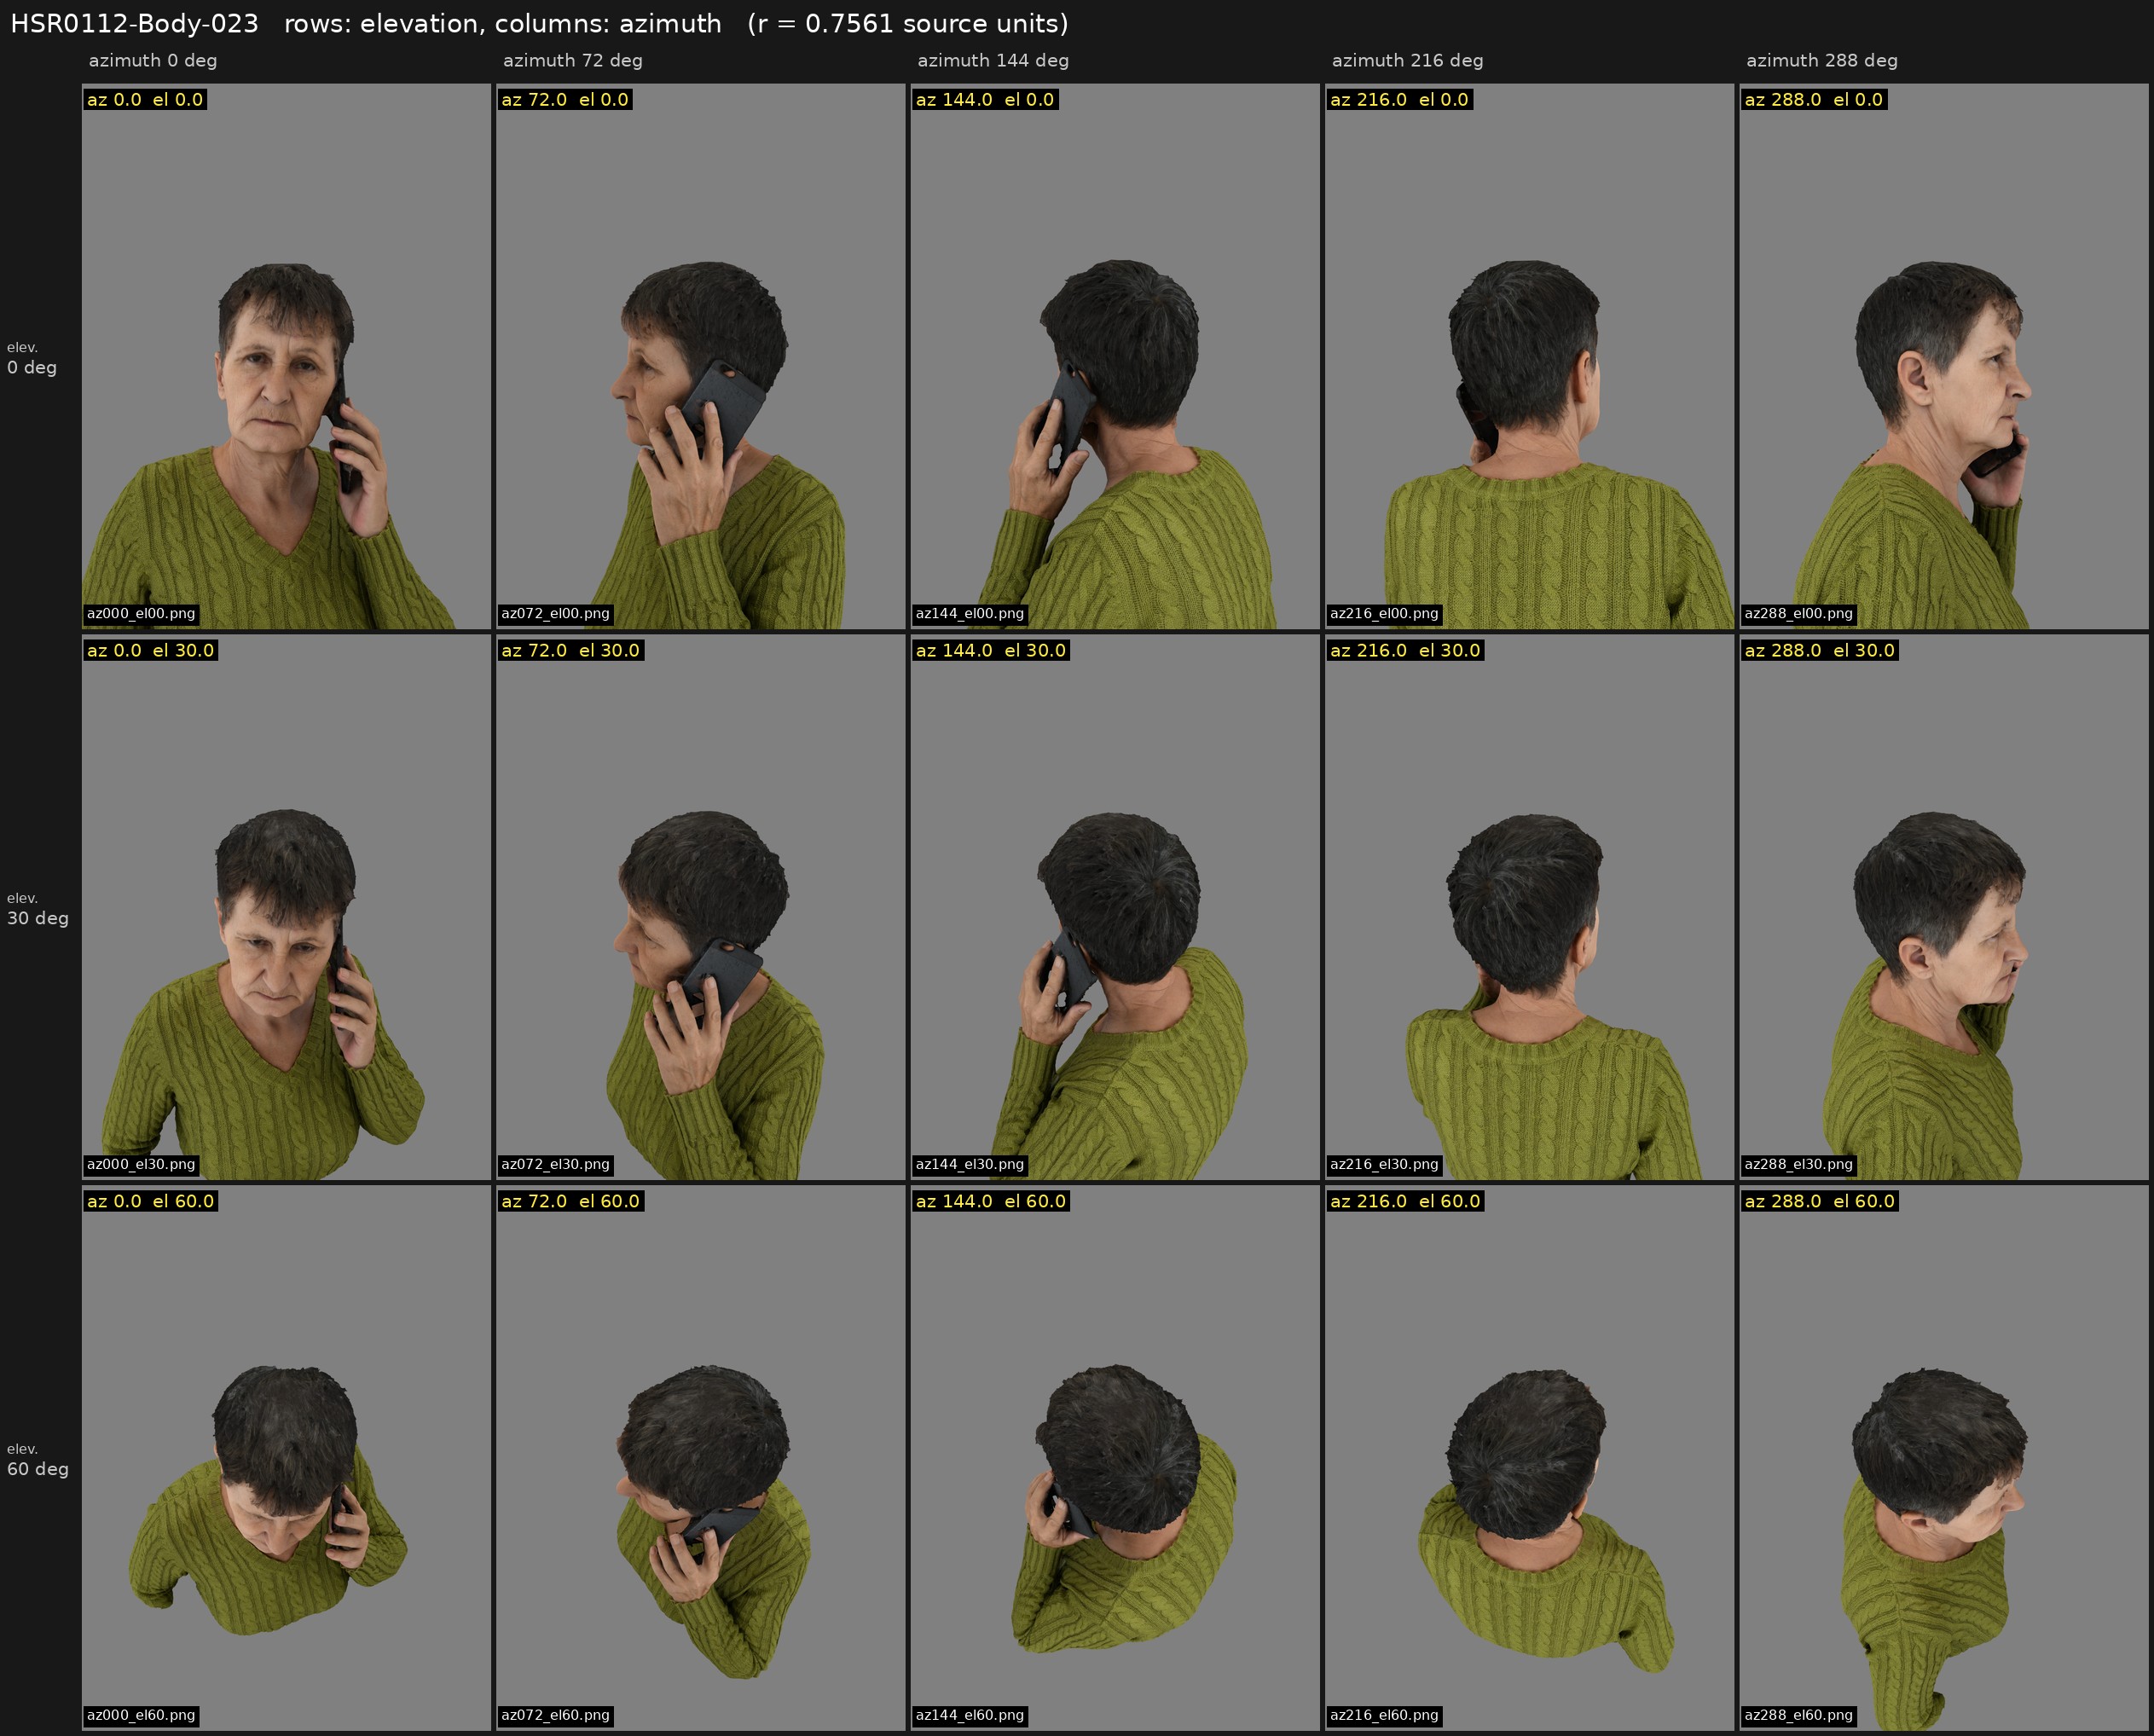 HSR0112-Body-023   rows: elevation, columns: azimuth   (r = 0.7561 source units)
azimuth 0 deg
azimuth 72 deg
azimuth 144 deg
azimuth 216 deg
azimuth 288 deg
elev.
0 deg
az 0.0  el 0.0
az000_el00.png
az 72.0  el 0.0
az072_el00.png
az 144.0  el 0.0
az144_el00.png
az 216.0  el 0.0
az216_el00.png
az 288.0  el 0.0
az288_el00.png
elev.
30 deg
az 0.0  el 30.0
az000_el30.png
az 72.0  el 30.0
az072_el30.png
az 144.0  el 30.0
az144_el30.png
az 216.0  el 30.0
az216_el30.png
az 288.0  el 30.0
az288_el30.png
elev.
60 deg
az 0.0  el 60.0
az000_el60.png
az 72.0  el 60.0
az072_el60.png
az 144.0  el 60.0
az144_el60.png
az 216.0  el 60.0
az216_el60.png
az 288.0  el 60.0
az288_el60.png